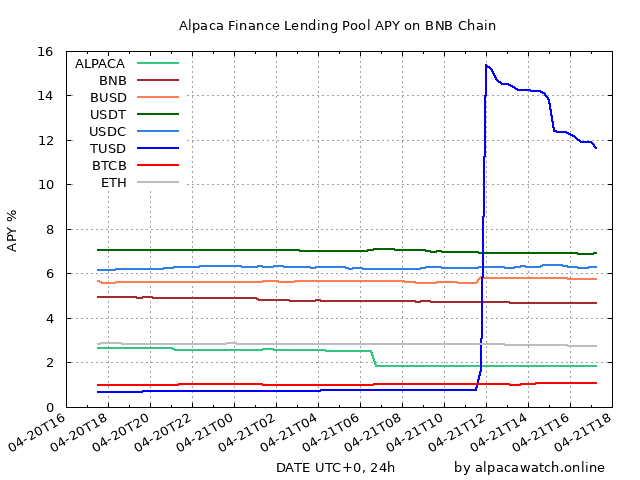 Alpaca Finance Lending Pool APY on BNB Chain
16
14
12
10
8
6
4
2
0
APY %
ALPACA
BNB
BUSD
USDT
USDC
TUSD
BTCB
ETH
04-20T16
04-20T18
04-20T20
04-20T22
04-21T00
04-21T02
04-21T04
04-21T06
04-21T08
04-21T10
04-21T12
04-21T14
04-21T16
04-21T18
DATE UTC+0, 24h
by alpacawatch.online